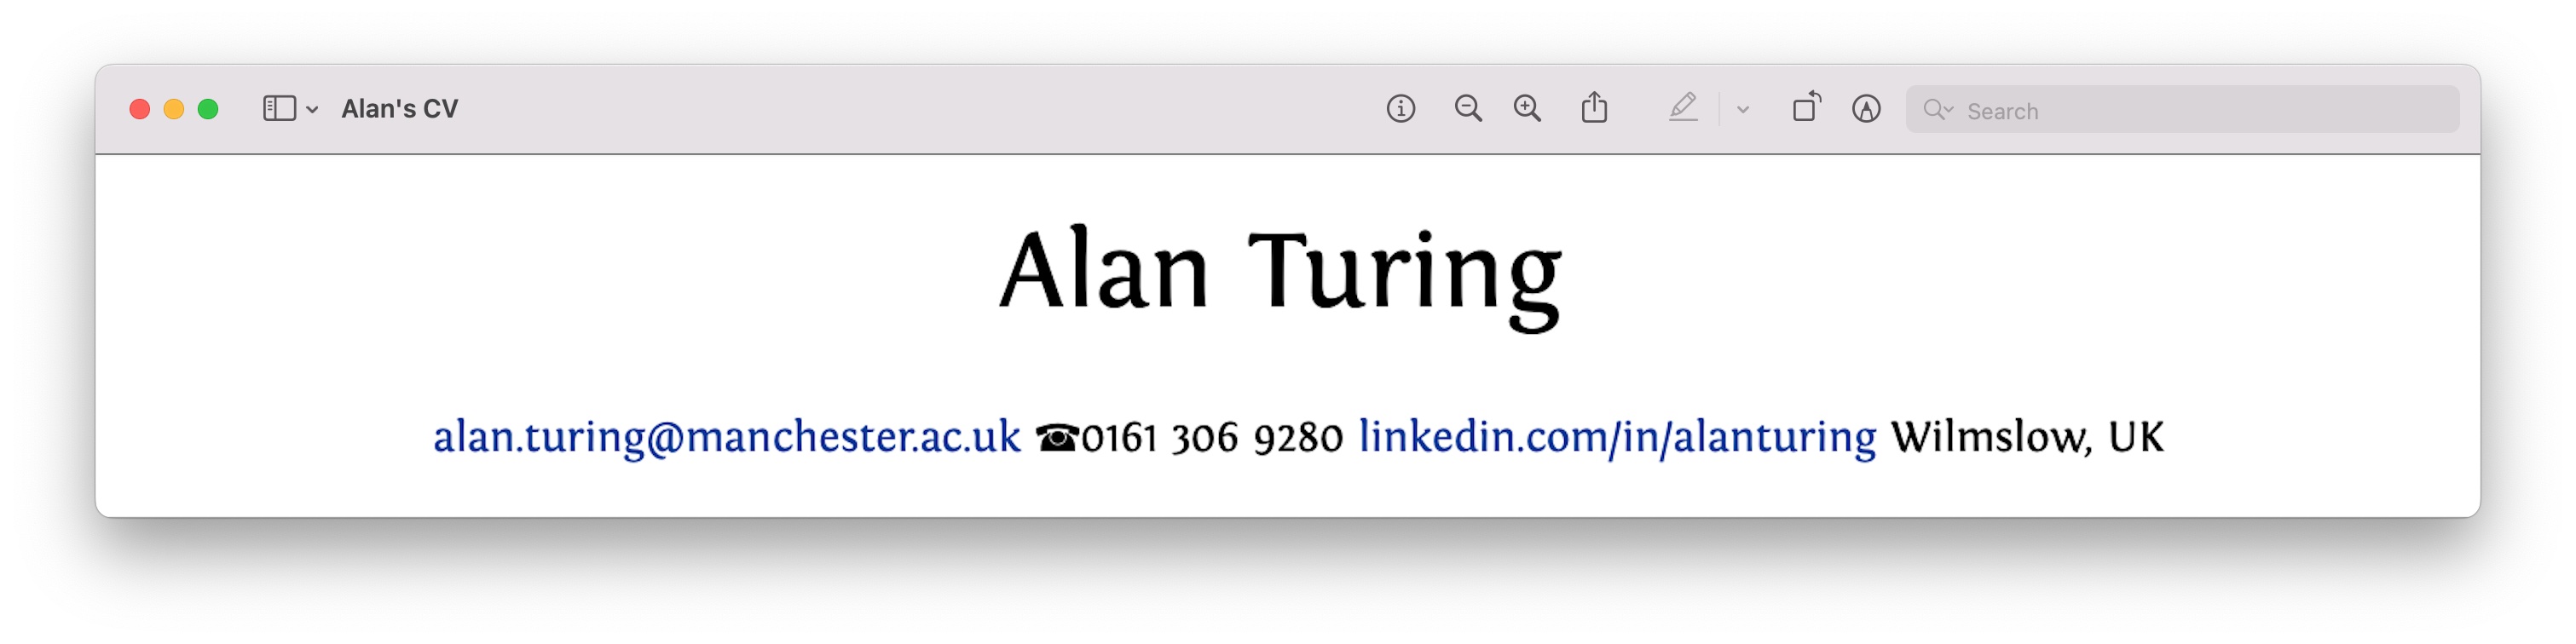 Alan's CV
Search
Alan Turing
alan.turing@manchester.ac.uk ☎0161 306 9280 linkedin.com/in/alanturing Wilmslow, UK